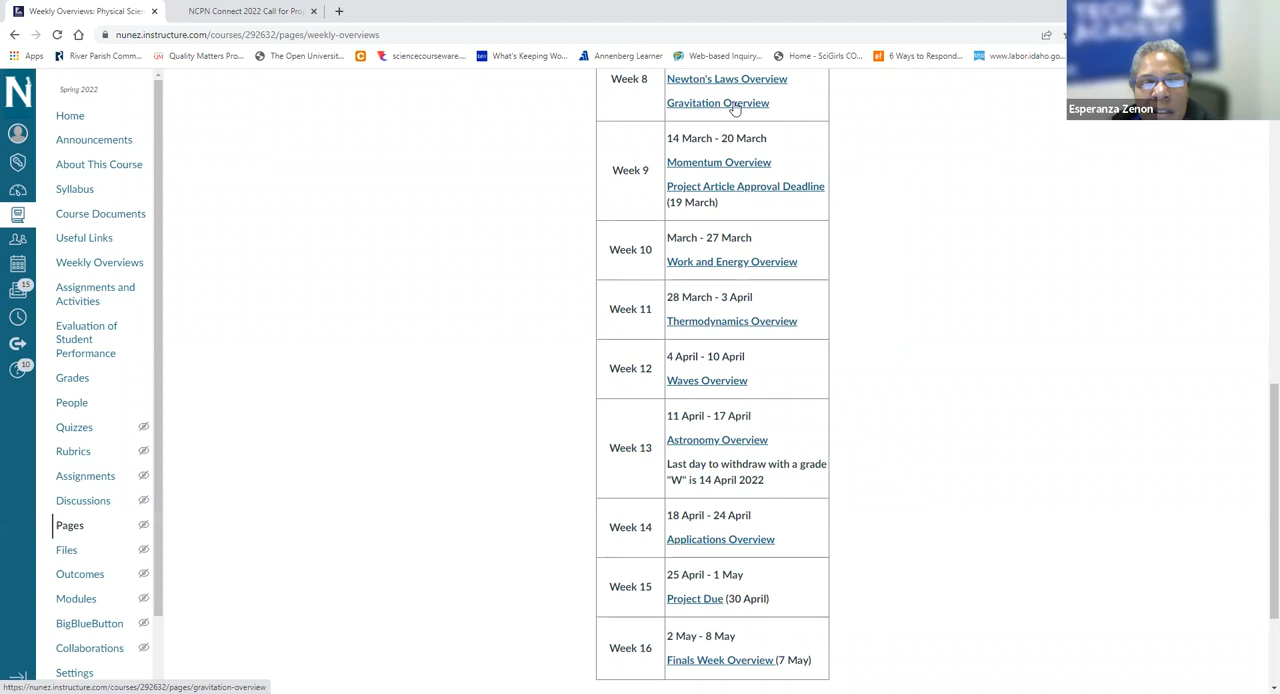 Weekly Overviews: Physical Scien
NCPN Connect 2022 Call for Pro
nunez.instructure.com/courses/292632/pages/weekly-overviews
Apps
River Parish Comm...
Quality Matters Pro...
The Open Universit...
sciencecourseware....
What's Keeping Wo...
Annenberg Learner
Web-based Inquiry...
Home – SciGirls CO...
6 Ways to Respond...
www.labor.idaho.go...
TECH
ACADEMY
Esperanza Zenon
N
15
10
Spring 2022
Home
Announcements
About This Course
Syllabus
Course Documents
Useful Links
Weekly Overviews
Assignments and
Activities
Evaluation of
Student
Performance
Grades
People
Quizzes
Rubrics
Assignments
Discussions
Pages
Files
Outcomes
Modules
BigBlueButton
Collaborations
Settings
Week 8
Newton's Laws Overview
Gravitation Overview
Week 9
14 March - 20 March
Momentum Overview
Project Article Approval Deadline
(19 March)
Week 10
March - 27 March
Work and Energy Overview
Week 11
28 March - 3 April
Thermodynamics Overview
Week 12
4 April - 10 April
Waves Overview
Week 13
11 April - 17 April
Astronomy Overview
Last day to withdraw with a grade
"W" is 14 April 2022
Week 14
18 April - 24 April
Applications Overview
Week 15
25 April - 1 May
Project Due (30 April)
Week 16
2 May - 8 May
Finals Week Overview (7 May)
https://nunez.instructure.com/courses/292632/pages/gravitation-overview